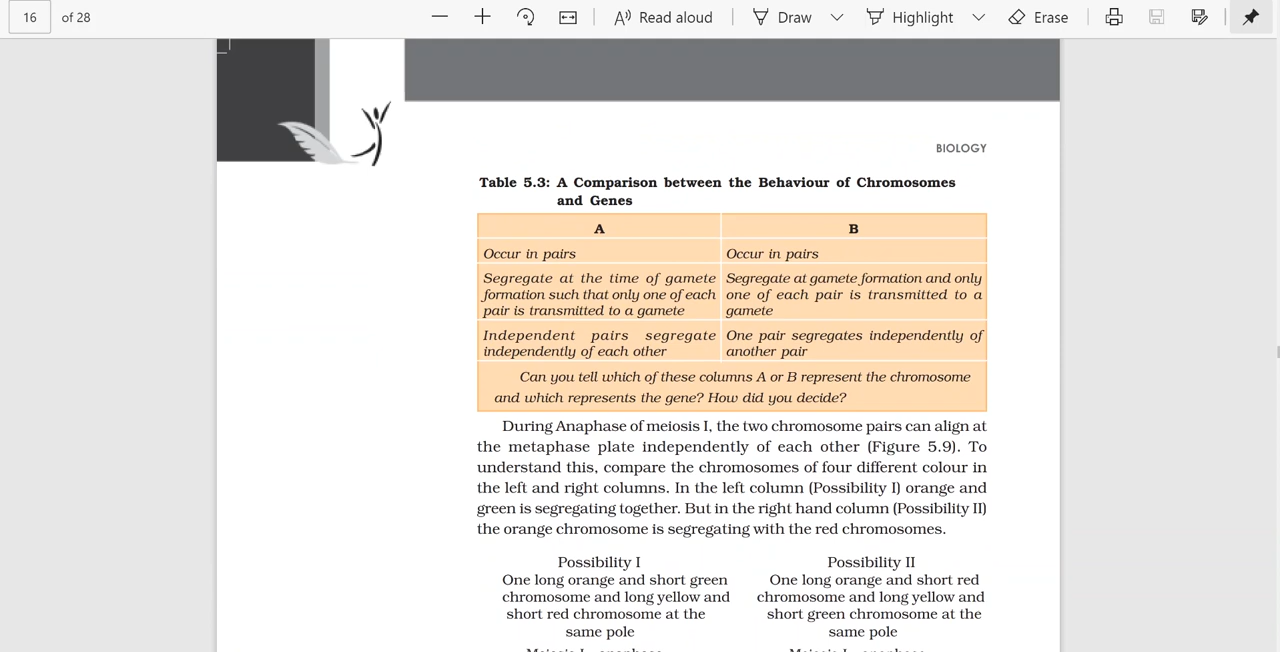 16 of 28 Read aloud Draw Highlight Erase
BIOLOGY
Table 5.3: A Comparison between the Behaviour of Chromosomes
and Genes
A B
Occur in pairs Occur in pairs
Segregate at the time of gamete Segregate at gamete formation and only
formation such that only one of each one of each pair is transmitted to a
pair is transmitted to a gamete gamete
Independent pairs segregate One pair segregates independently of
independently of each other another pair
Can you tell which of these columns A or B represent the chromosome
and which represents the gene? How did you decide?
During Anaphase of meiosis I, the two chromosome pairs can align at
the metaphase plate independently of each other (Figure 5.9). To
understand this, compare the chromosomes of four different colour in
the left and right columns. In the left column (Possibility I) orange and
green is segregating together. But in the right hand column (Possibility II)
the orange chromosome is segregating with the red chromosomes.
Possibility I Possibility II
One long orange and short green One long orange and short red
chromosome and long yellow and chromosome and long yellow and
short red chromosome at the short green chromosome at the
same pole same pole